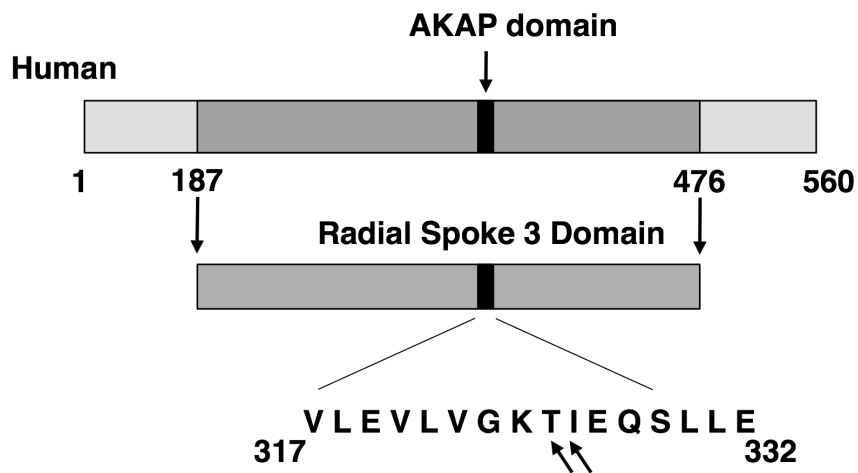 AKAP domain
Human
1 187 476 560
Radial Spoke 3 Domain
V L E V L V G K T I E Q S L L E
317 332